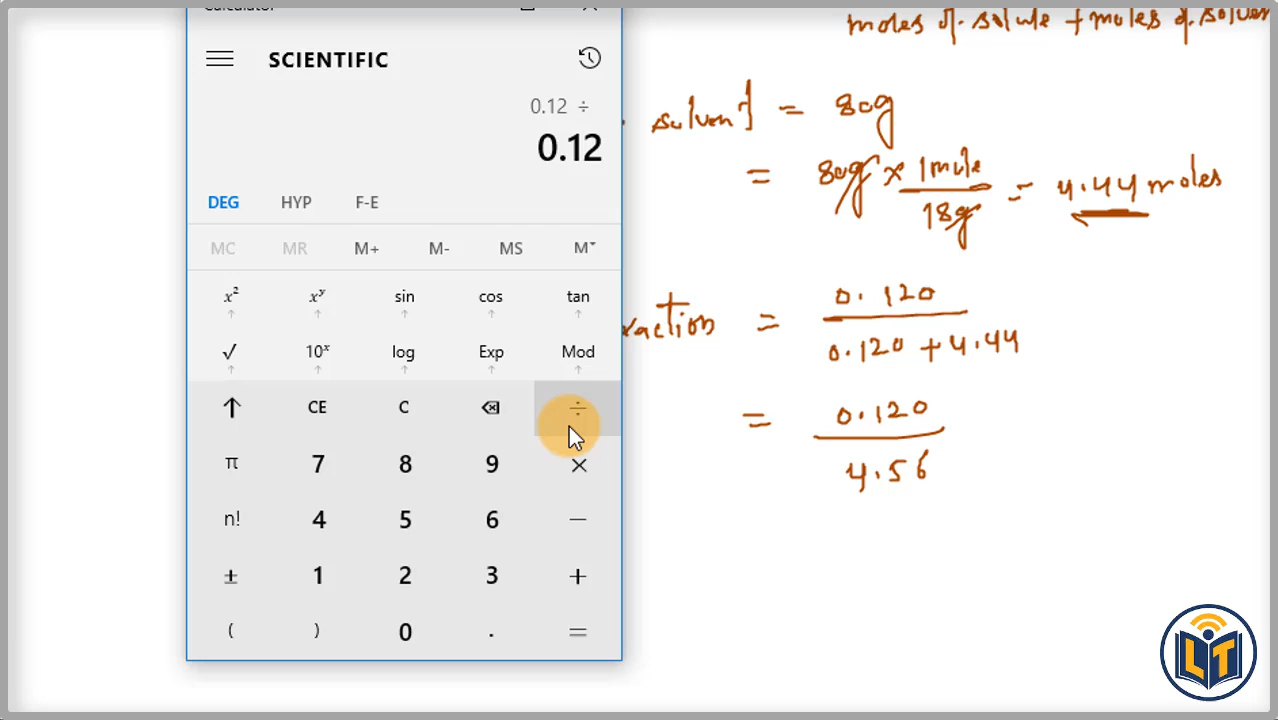 moles of solute + moles of solven
SCIENTIFIC
0.12 ÷
0.12
DEG HYP F-E
MC MR M+ M- MS M˅
x² xʸ sin cos tan
√ 10ˣ log Exp Mod
↑ CE C ⌫ ÷
π 7 8 9 ×
n! 4 5 6 −
± 1 2 3 +
( ) 0 . =
solvent = 80g
= 80g × 1mole / 18g = 4.44 moles
raction = 0.120 / 0.120 + 4.44
= 0.120 / 4.56
LT